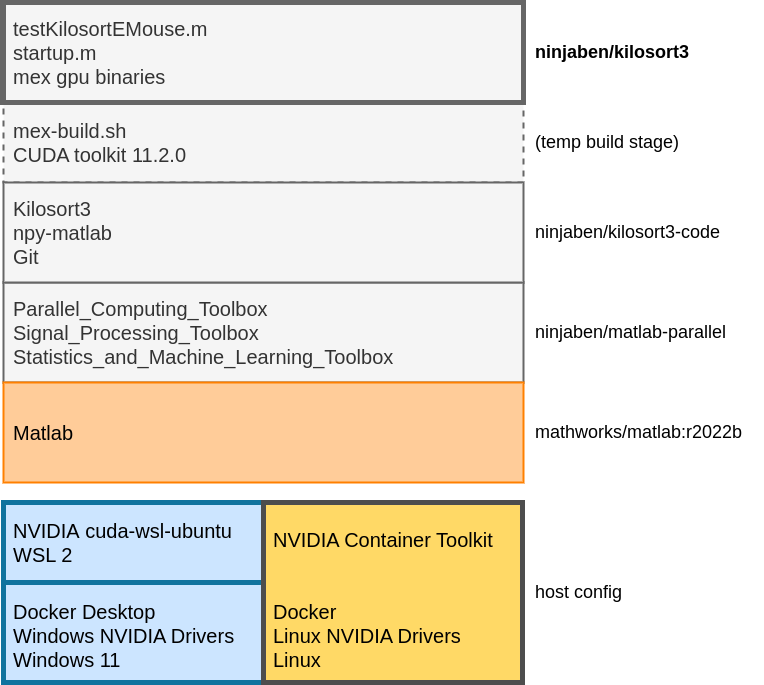 testKilosortEMouse.m
startup.m
mex gpu binaries
ninjaben/kilosort3
mex-build.sh
CUDA toolkit 11.2.0
(temp build stage)
Kilosort3
npy-matlab
Git
ninjaben/kilosort3-code
Parallel_Computing_Toolbox
Signal_Processing_Toolbox
Statistics_and_Machine_Learning_Toolbox
ninjaben/matlab-parallel
Matlab
mathworks/matlab:r2022b
NVIDIA cuda-wsl-ubuntu
WSL 2
Docker Desktop
Windows NVIDIA Drivers
Windows 11
NVIDIA Container Toolkit
Docker
Linux NVIDIA Drivers
Linux
host config